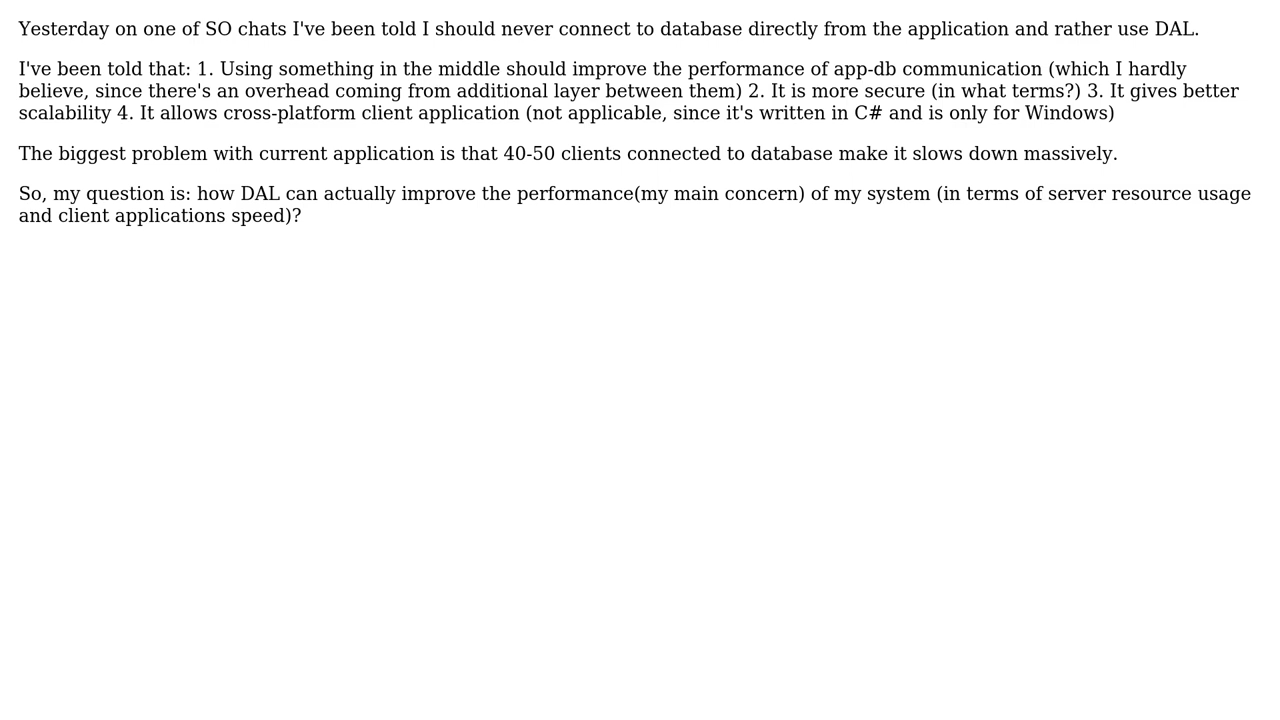 Yesterday on one of SO chats I've been told I should never connect to database directly from the application and rather use DAL.
I've been told that: 1. Using something in the middle should improve the performance of app-db communication (which I hardly
believe, since there's an overhead coming from additional layer between them) 2. It is more secure (in what terms?) 3. It gives better
scalability 4. It allows cross-platform client application (not applicable, since it's written in C# and is only for Windows)
The biggest problem with current application is that 40-50 clients connected to database make it slows down massively.
So, my question is: how DAL can actually improve the performance(my main concern) of my system (in terms of server resource usage
and client applications speed)?